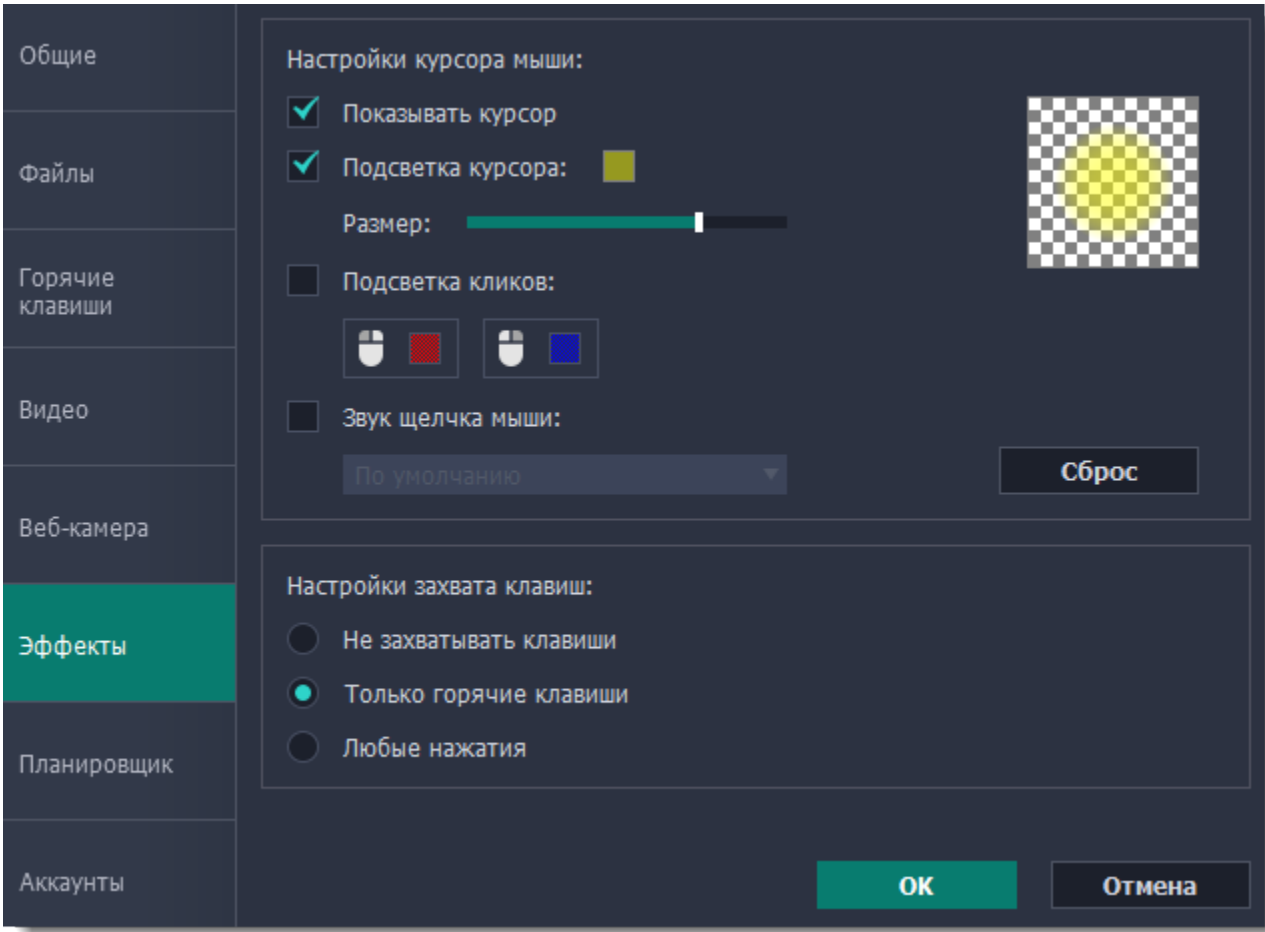 Общие
Файлы
Горячие
клавиши
Видео
Веб-камера
Эффекты
Планировщик
Аккаунты
Настройки курсора мыши:
Показывать курсор
Подсветка курсора:
Размер:
Подсветка кликов:
Звук щелчка мыши:
По умолчанию
Сброс
Настройки захвата клавиш:
Не захватывать клавиши
Только горячие клавиши
Любые нажатия
OK
Отмена